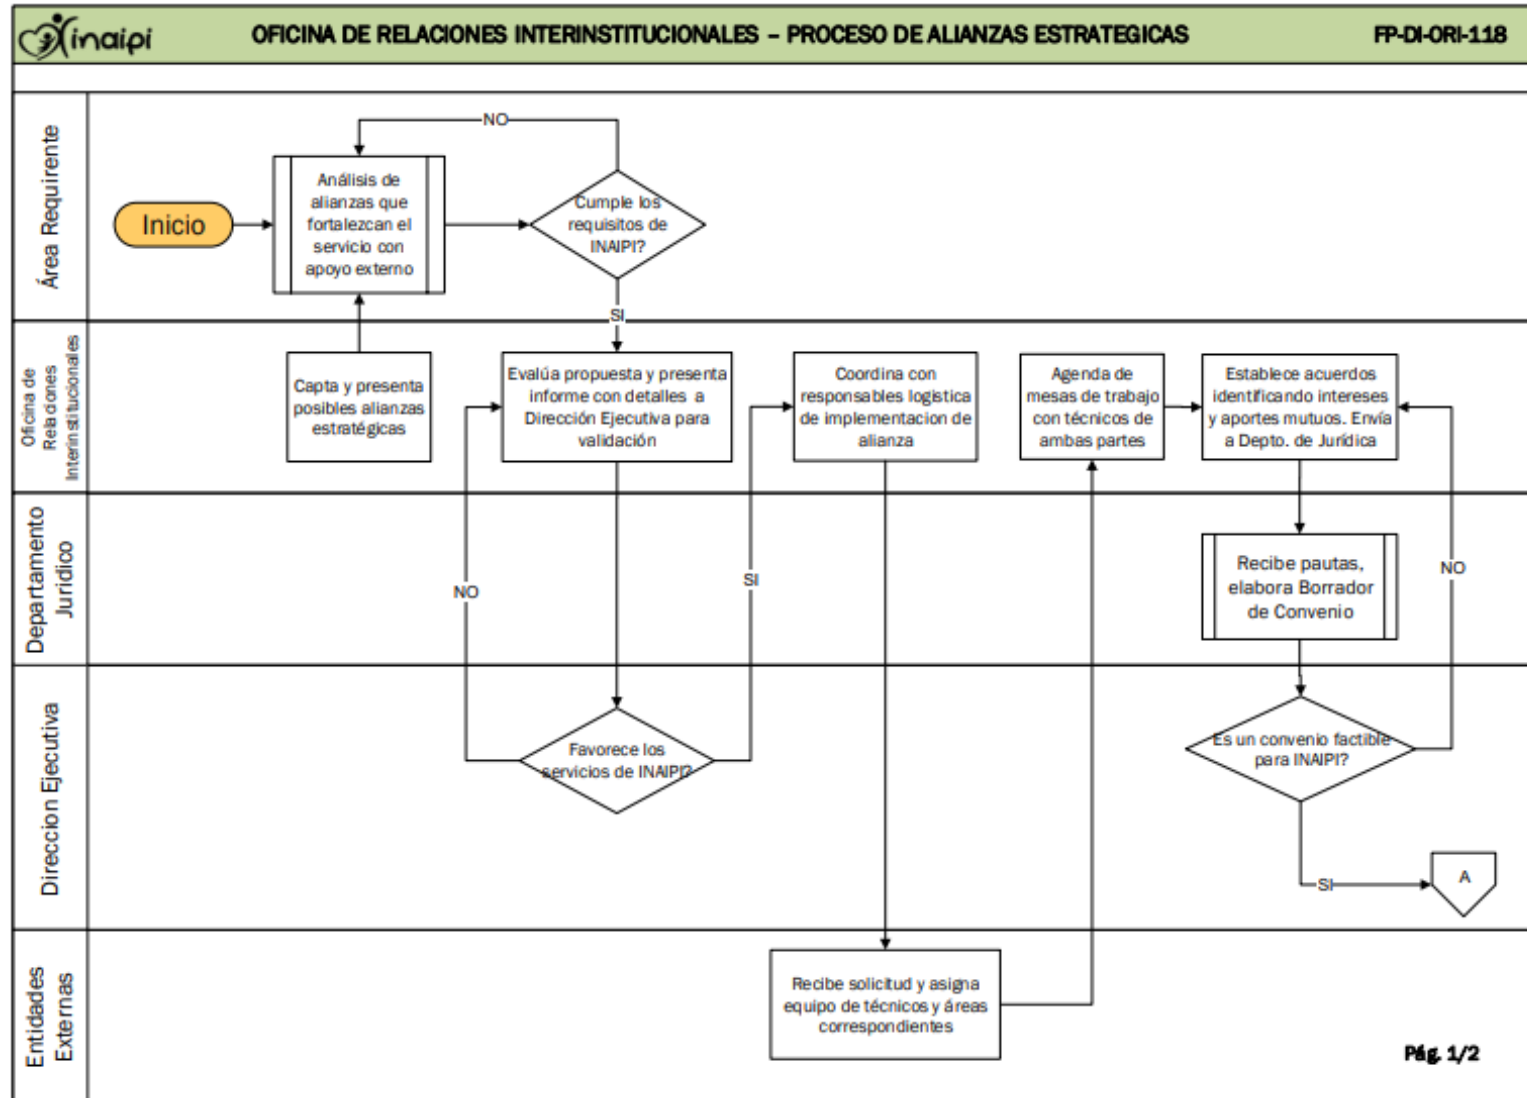 inaipi
OFICINA DE RELACIONES INTERINSTITUCIONALES – PROCESO DE ALIANZAS ESTRATEGICAS
FP-DI-ORI-118
Área Requirente
Inicio
Análisis de
alianzas que
fortalezcan el
servicio con
apoyo externo
NO
Cumple los
requisitos de
INAIPI?
SI
Oficina de
Relaciones
Interinstitucionales
Capta y presenta
posibles alianzas
estratégicas
Evalúa propuesta y presenta
informe con detalles a
Dirección Ejecutiva para
validación
Coordina con
responsables logística
de implementacion de
alianza
Agenda de
mesas de trabajo
con técnicos de
ambas partes
Establece acuerdos
identificando intereses
y aportes mutuos. Envía
a Depto. de Jurídica
Departamento
Juridico
NO
SI
Recibe pautas,
elabora Borrador
de Convenio
NO
Direccion Ejecutiva
Favorece los
servicios de INAIPI?
Es un convenio factible
para INAIPI?
SI
A
Entidades
Externas
Recibe solicitud y asigna
equipo de técnicos y áreas
correspondientes
Pág. 1/2